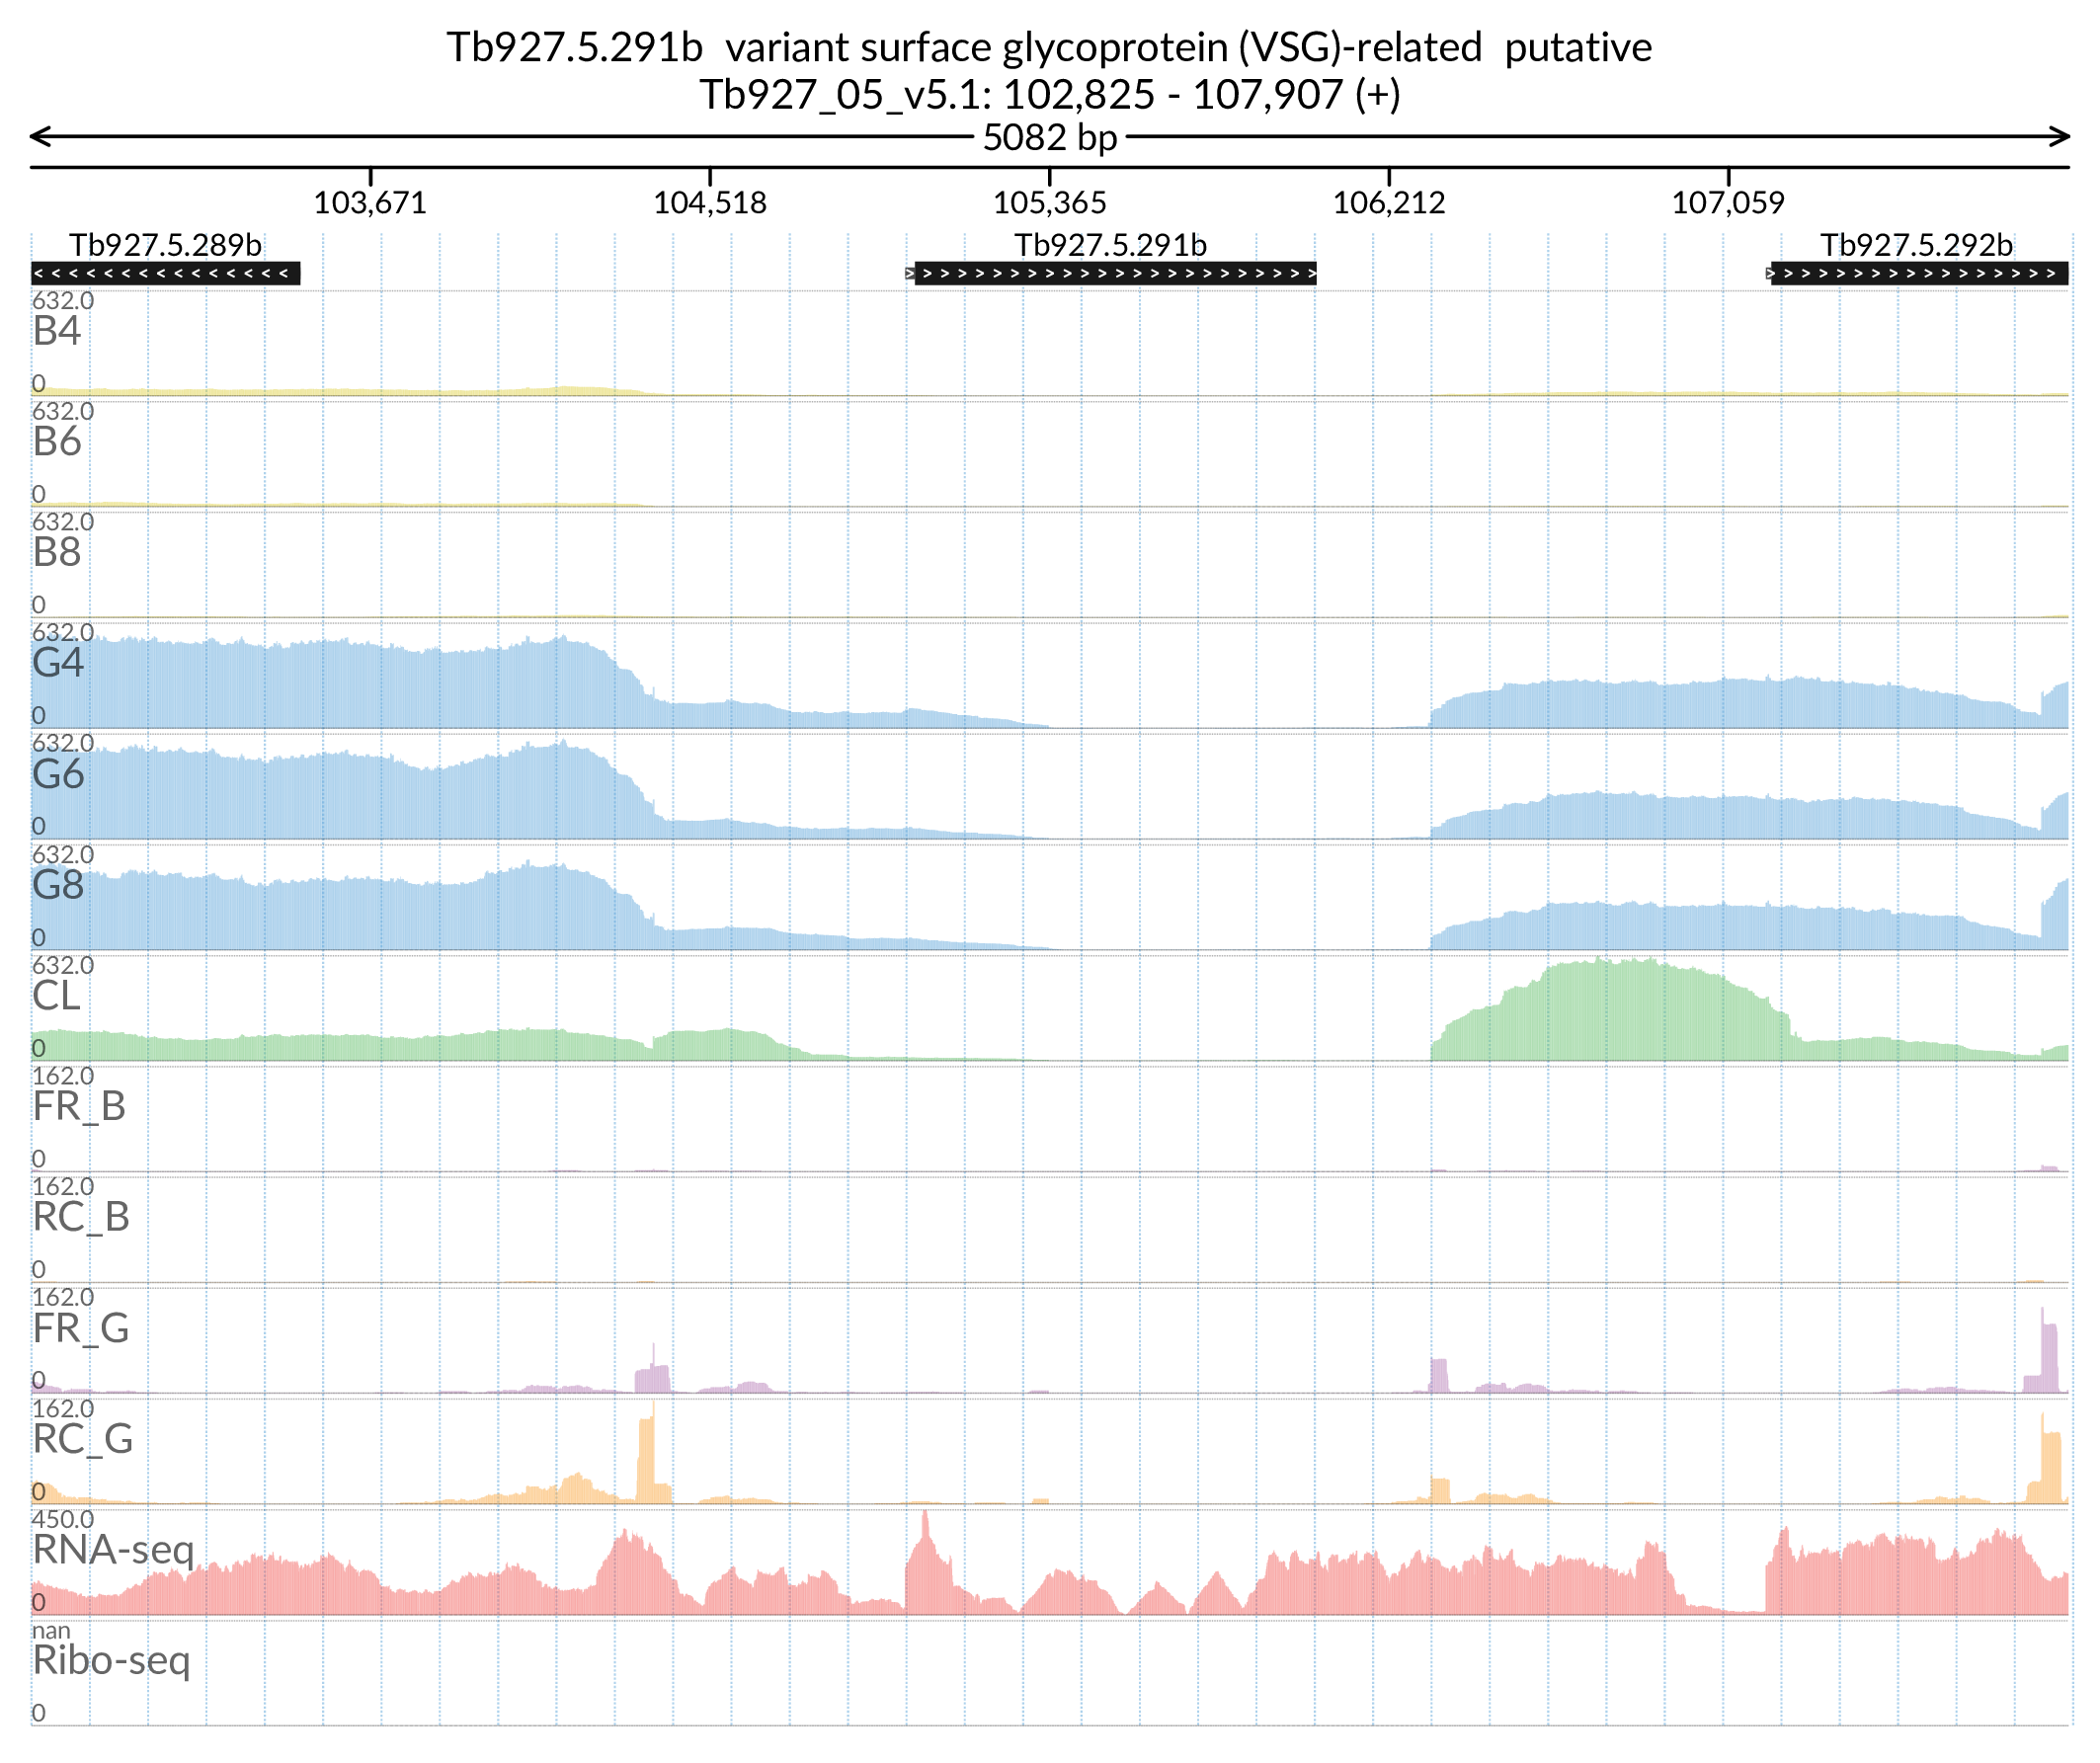 Tb927.5.291b  variant surface glycoprotein (VSG)-related  putative
Tb927_05_v5.1: 102,825 - 107,907 (+)
5082 bp
103,671 104,518 105,365 106,212 107,059
Tb927.5.289b Tb927.5.291b Tb927.5.292b
632.0
B4
0
632.0
B6
0
632.0
B8
0
632.0
G4
0
632.0
G6
0
632.0
G8
0
632.0
CL
0
162.0
FR_B
0
162.0
RC_B
0
162.0
FR_G
0
162.0
RC_G
0
450.0
RNA-seq
0
nan
Ribo-seq
0